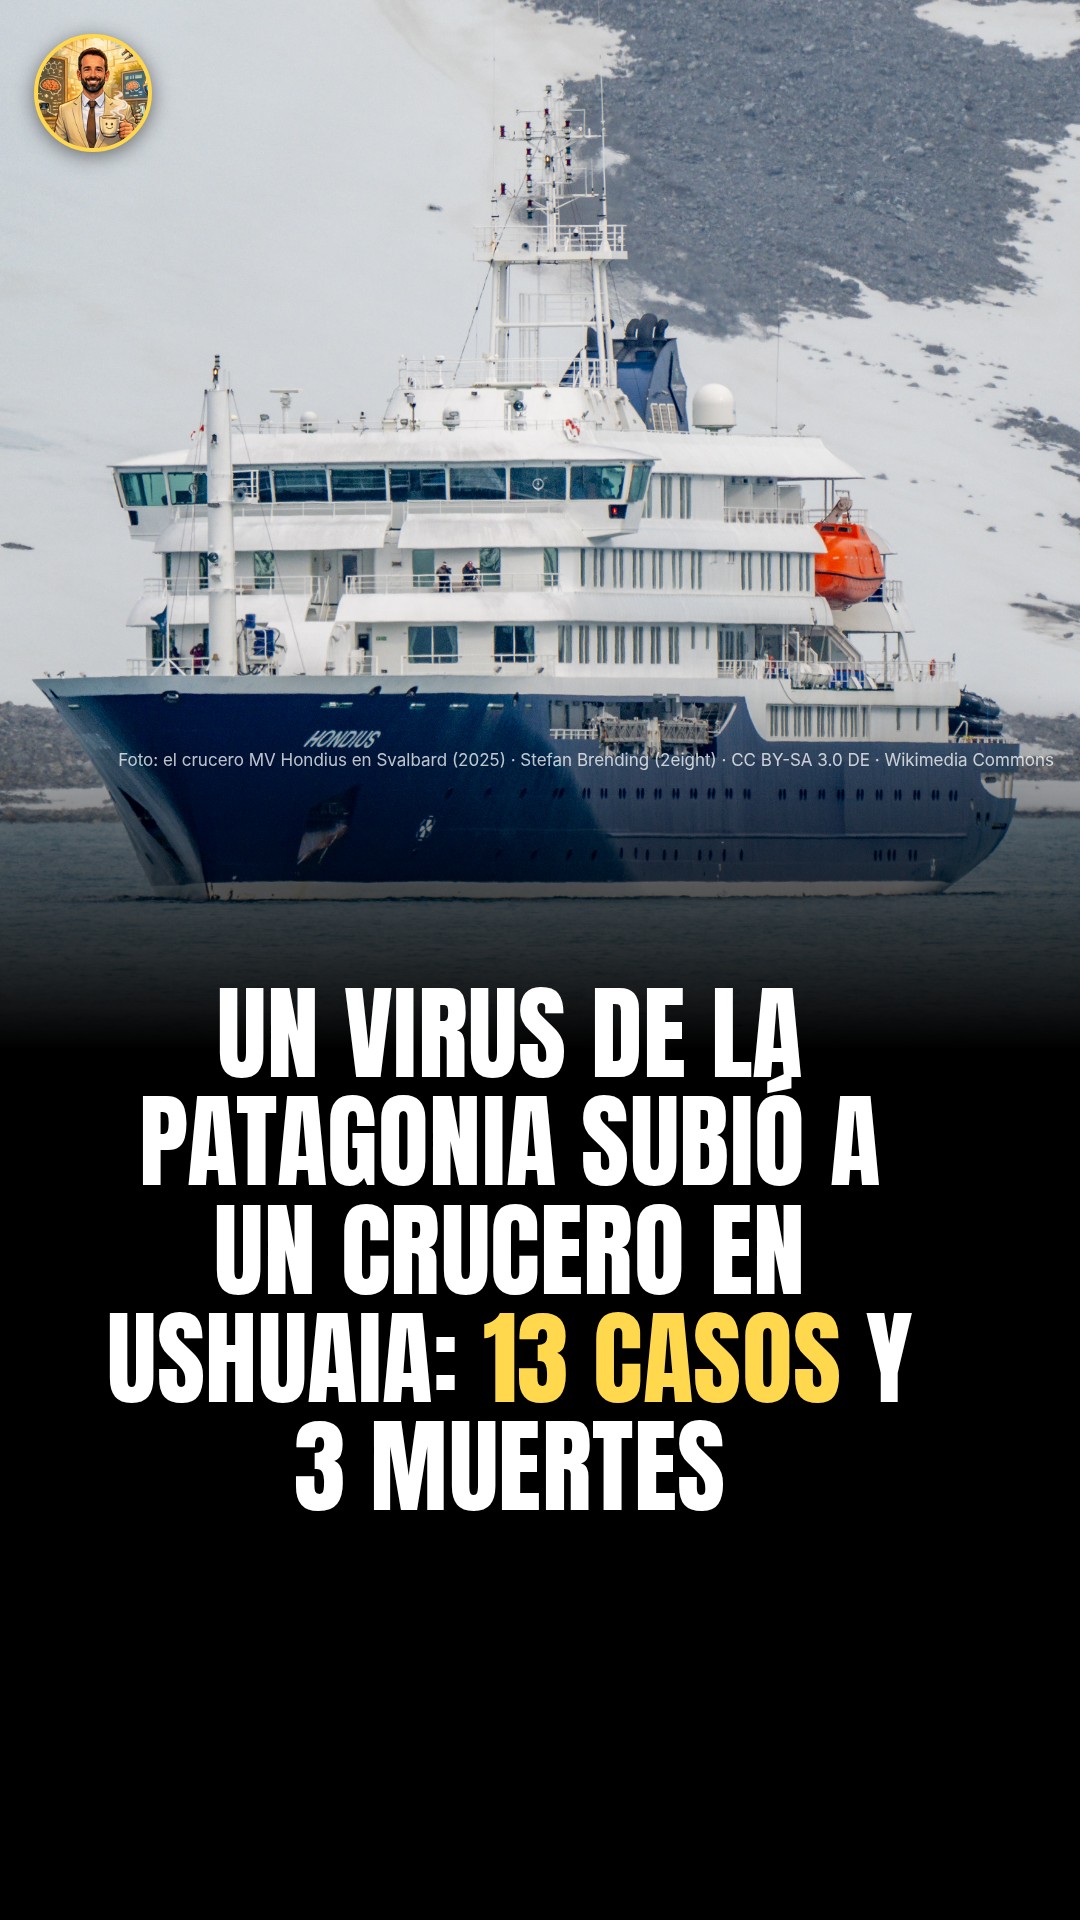 HONDIUS
Foto: el crucero MV Hondius en Svalbard (2025) · Stefan Brending (2eight) · CC BY-SA 3.0 DE · Wikimedia Commons
UN VIRUS DE LA
PATAGONIA SUBIÓ A
UN CRUCERO EN
USHUAIA: 13 CASOS Y
3 MUERTES